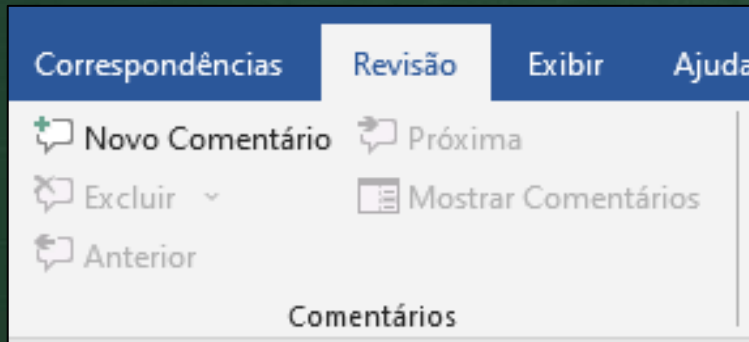 Correspondências Revisão Exibir Ajuda
Novo Comentário Próxima
Excluir Mostrar Comentários
Anterior
Comentários